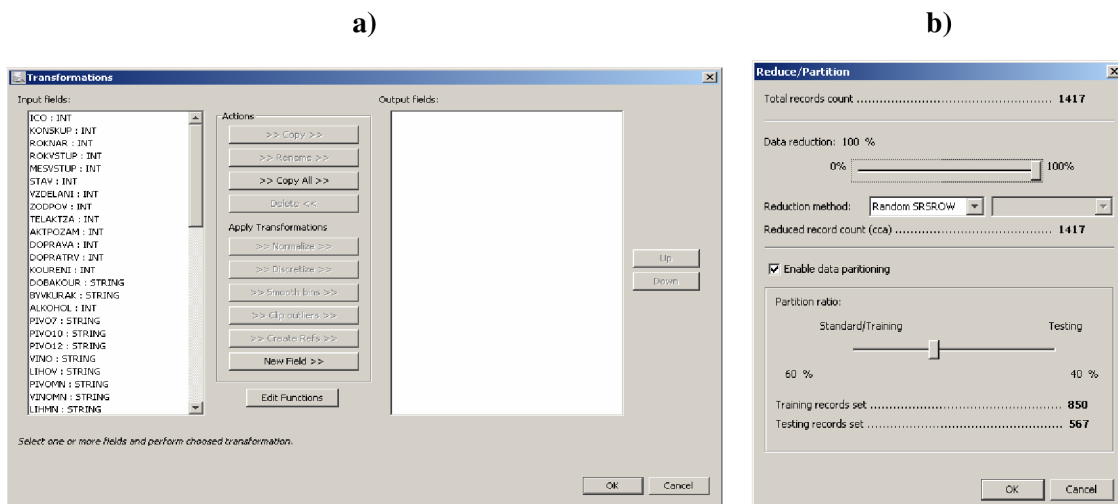 a)
b)
Transformations
Input fields:
ICO : INT
KONSKUP : INT
ROKNAR : INT
ROKVSTUP : INT
MESVSTUP : INT
STAV : INT
VZDELANI : INT
ZODPOV : INT
TELAKTZA : INT
AKTPOZAM : INT
DOPRAVA : INT
DOPRATRV : INT
KOURENI : INT
DOBAKOUR : STRING
BYVKURAK : STRING
ALKOHOL : INT
PIVO7 : STRING
PIVO10 : STRING
PIVO12 : STRING
VINO : STRING
LIHOV : STRING
PIVOMN : STRING
VINOMN : STRING
LIHMN : STRING
Actions
>> Copy >>
>> Rename >>
>> Copy All >>
Delete <<
Apply Transformations
>> Normalize >>
>> Discretize >>
>> Smooth bins >>
>> Clip outliers >>
>> Create Refs >>
New Field >>
Edit Functions
Output fields:
Up
Down
Select one or more fields and perform choosed transformation.
OK
Cancel
Reduce/Partition
Total records count ........ 1417
Data reduction: 100 %
0%
100%
Reduction method: Random SRSROW
Reduced record count (cca) ........ 1417
Enable data paritioning
Partition ratio:
Standard/Training
Testing
60 %
40 %
Training records set ........ 850
Testing records set ........ 567
OK
Cancel